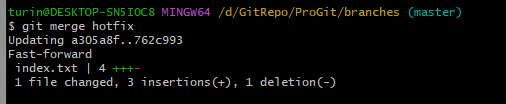 turin@DESKTOP-SN5IOC8 MINGW64 /d/GitRepo/ProGit/branches (master)
$ git merge hotfix
Updating a305a8f..762c993
Fast-forward
 index.txt | 4 +++-
 1 file changed, 3 insertions(+), 1 deletion(-)